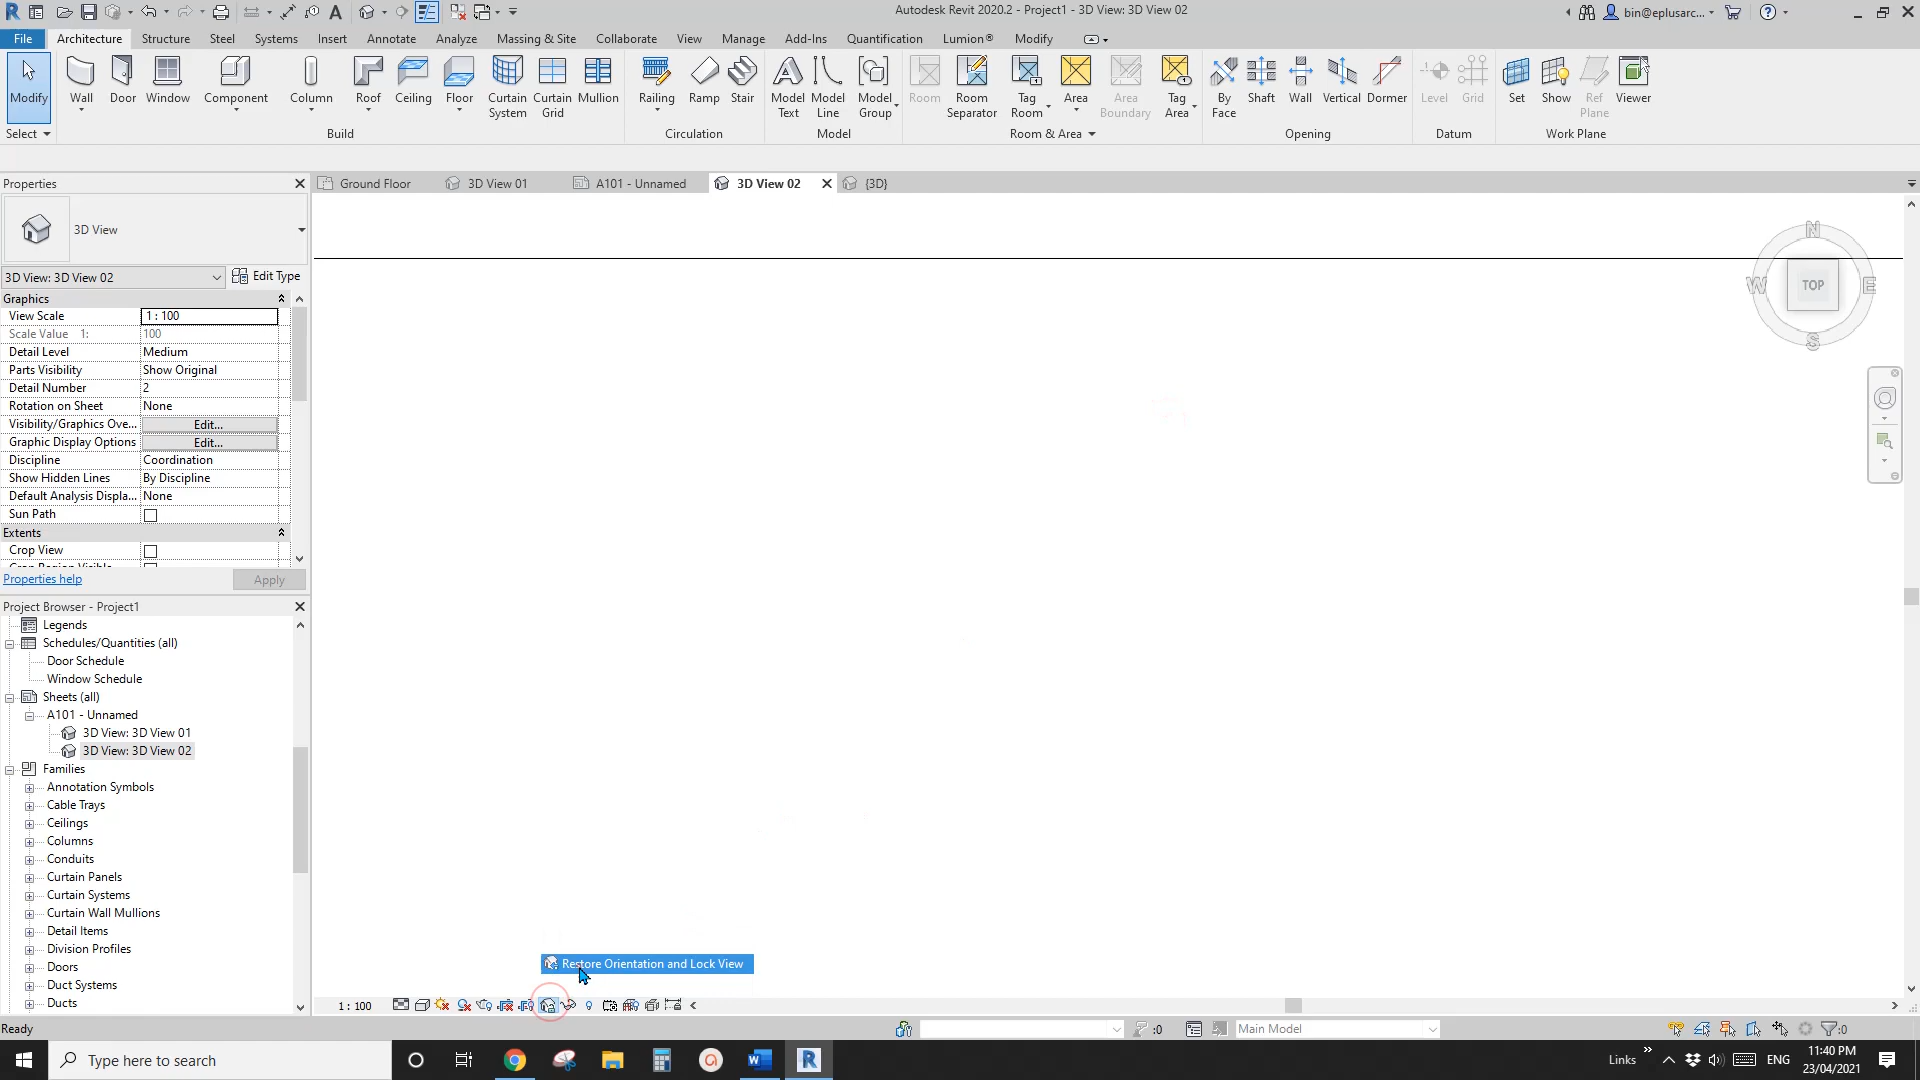 Autodesk Revit 2020.2 - Project1 - 3D View: 3D View 02
bin@eplusarc...
File Architecture Structure Steel Systems Insert Annotate Analyze Massing & Site Collaborate View Manage Add-Ins Quantification Lumion® Modify
Modify Wall Door Window Component Column Roof Ceiling Floor Curtain System Curtain Grid Mullion Railing Ramp Stair Model Text Model Line Model Group Room Room Separator Tag Room Area Area Boundary Tag Area By Face Shaft Wall Vertical Dormer Level Grid Set Show Ref Plane Viewer
Select Build Circulation Model Room & Area Opening Datum Work Plane
Properties
Ground Floor 3D View 01 A101 - Unnamed 3D View 02 {3D}
3D View
3D View: 3D View 02 Edit Type
Graphics
View Scale 1 : 100
Scale Value 1: 100
Detail Level Medium
Parts Visibility Show Original
Detail Number 2
Rotation on Sheet None
Visibility/Graphics Ove... Edit...
Graphic Display Options Edit...
Discipline Coordination
Show Hidden Lines By Discipline
Default Analysis Displa... None
Sun Path
Extents
Crop View
Crop Region Visible
Properties help Apply
N
W TOP E
S
Project Browser - Project1
Legends
Schedules/Quantities (all)
Door Schedule
Window Schedule
Sheets (all)
A101 - Unnamed
3D View: 3D View 01
3D View: 3D View 02
Families
Annotation Symbols
Cable Trays
Ceilings
Columns
Conduits
Curtain Panels
Curtain Systems
Curtain Wall Mullions
Detail Items
Division Profiles
Doors
Duct Systems
Ducts
Restore Orientation and Lock View
1 : 100
Ready
:0
Main Model
:0
Type here to search
Links
ENG
11:40 PM
23/04/2021